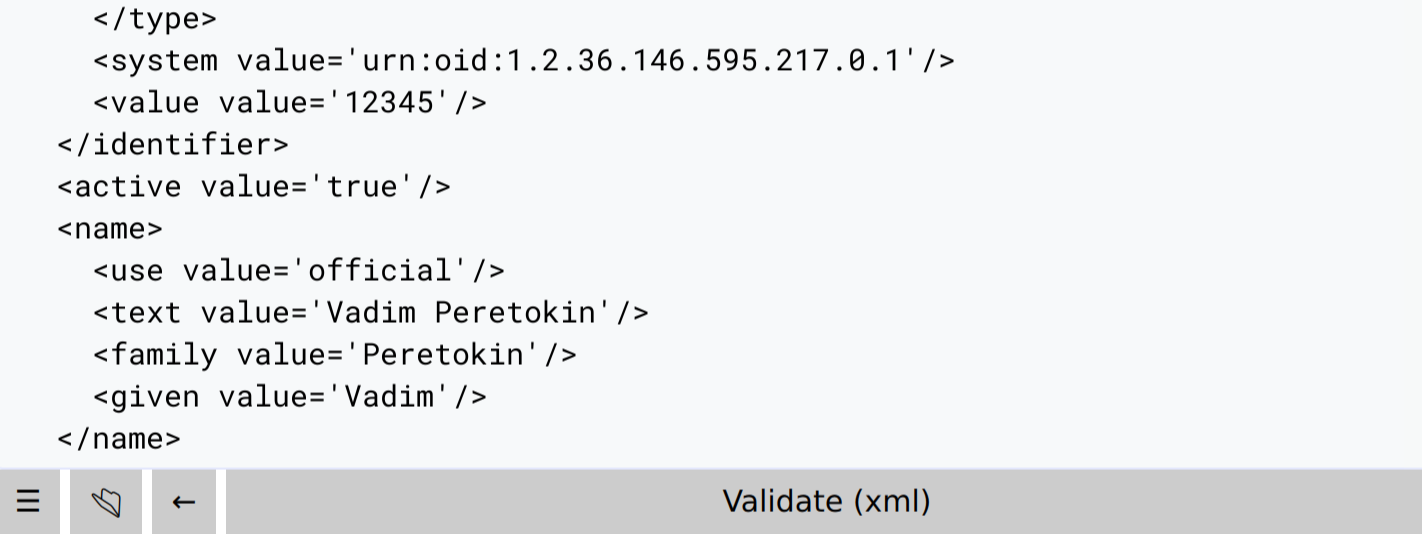 </type>
<system value='urn:oid:1.2.36.146.595.217.0.1'/>
<value value='12345'/>
</identifier>
<active value='true'/>
<name>
<use value='official'/>
<text value='Vadim Peretokin'/>
<family value='Peretokin'/>
<given value='Vadim'/>
</name>
☰ ← Validate (xml)